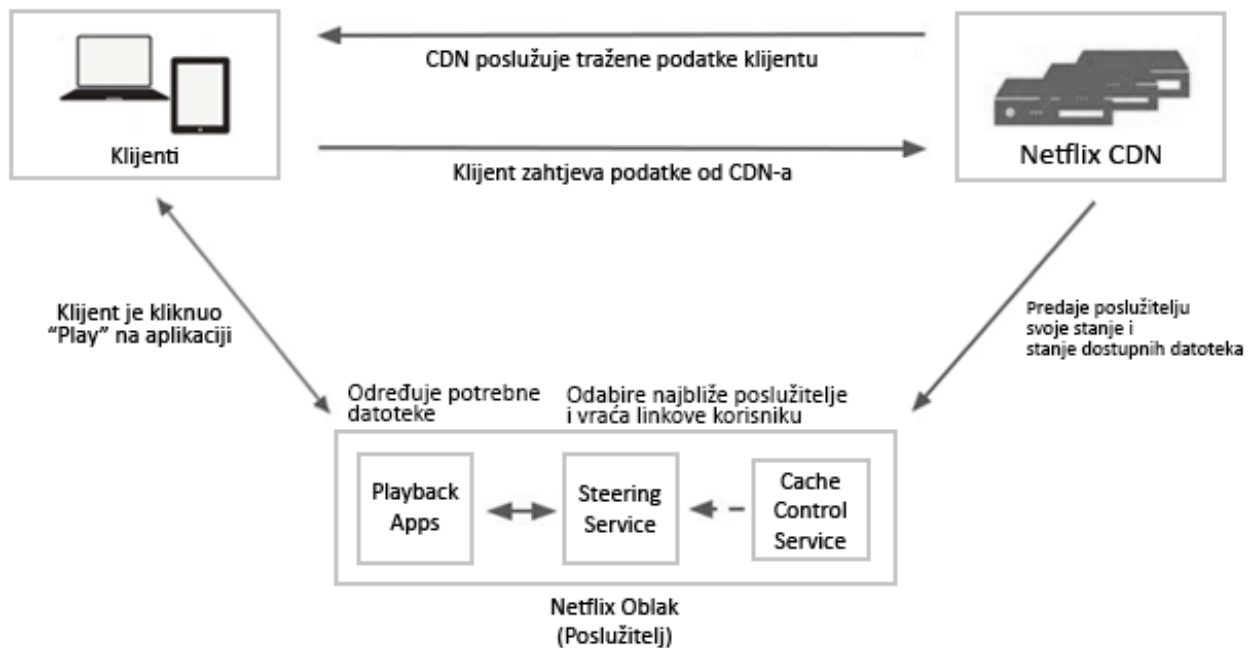 CDN poslužuje tražene podatke klijentu
Klijenti
Klijent zahtjeva podatke od CDN-a
Netflix CDN
Klijent je kliknuo
“Play” na aplikaciji
Predaje poslužitelju
svoje stanje i
stanje dostupnih datoteka
Određuje potrebne
datoteke
Odabire najbliže poslužitelje
i vraća linkove korisniku
Playback
Apps
Steering
Service
Cache
Control
Service
Netflix Oblak
(Poslužitelj)